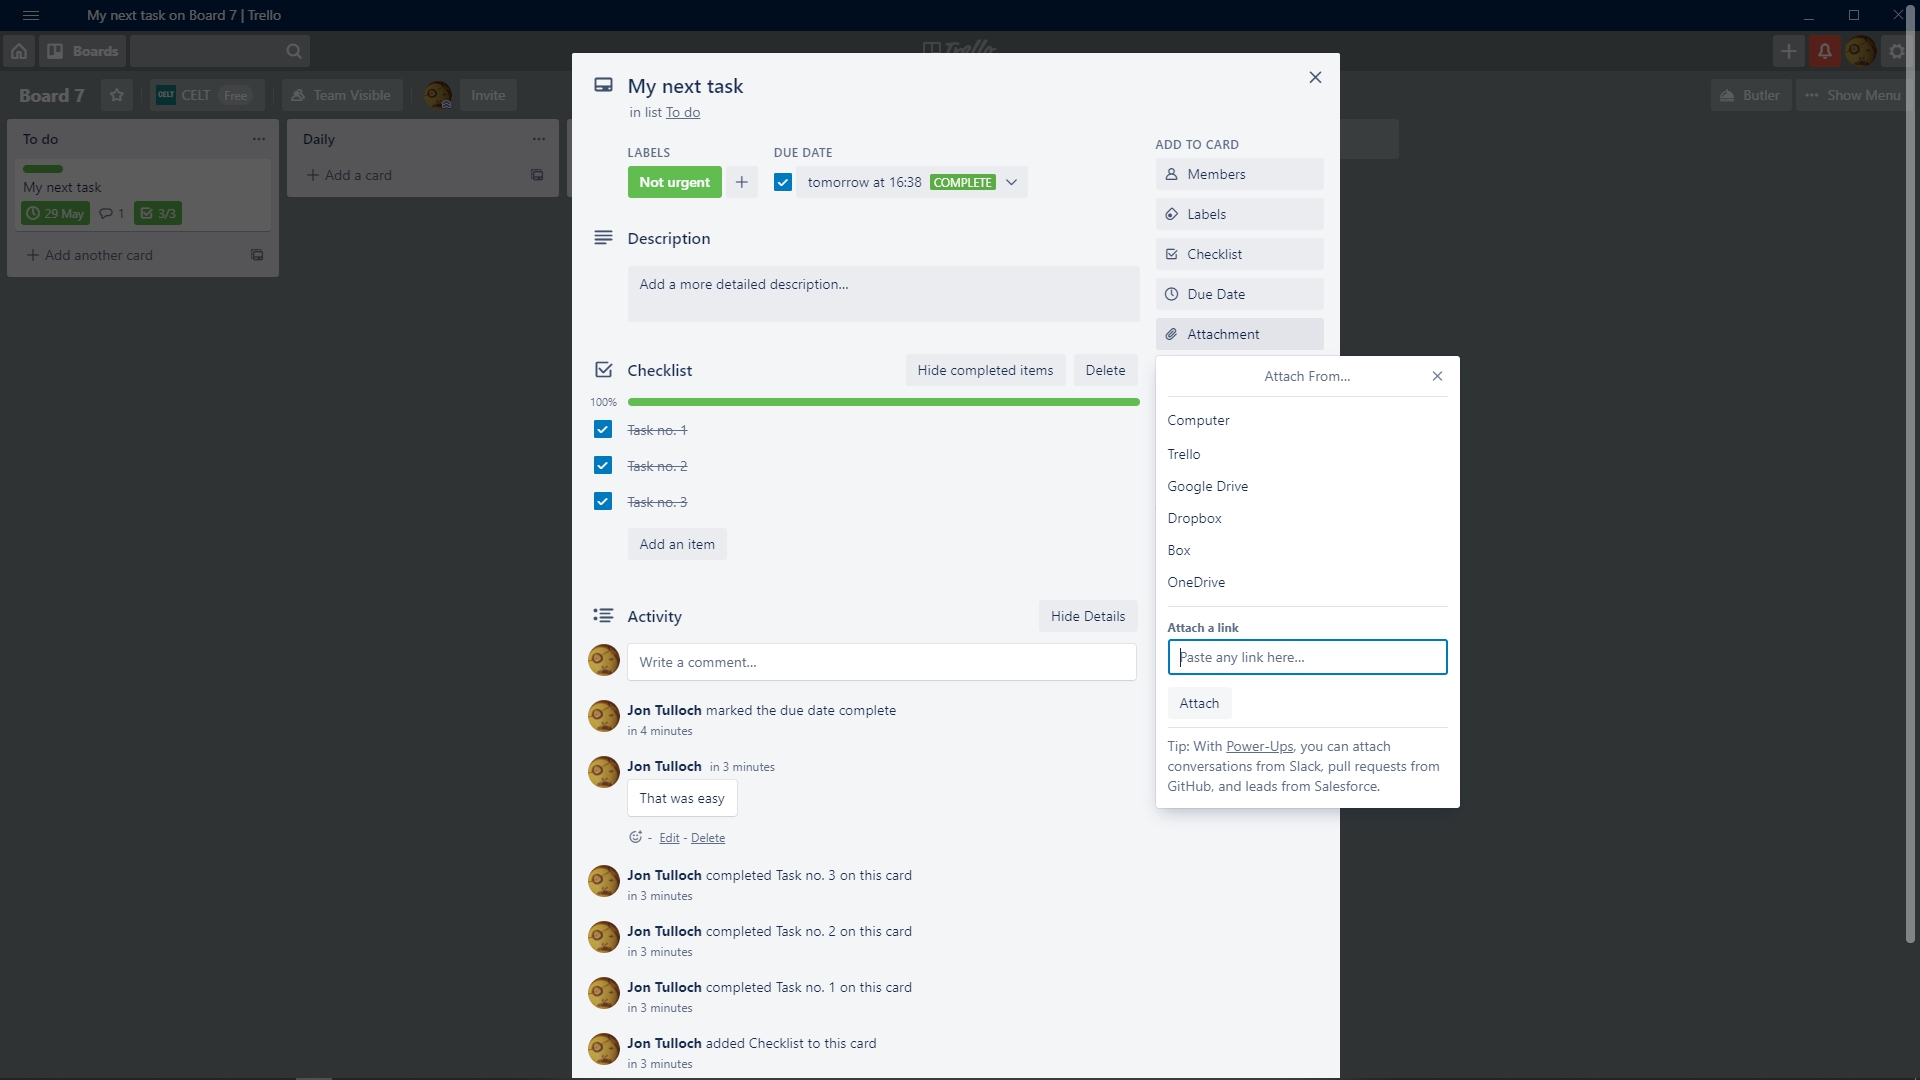 My next task on Board 7 | Trello
Boards
Trello
Board 7
CELT CELT Free
Team Visible
Invite
Butler
Show Menu
To do
My next task
29 May 1 3/3
Add another card
Daily
Add a card
My next task
in list To do
LABELS
Not urgent
DUE DATE
tomorrow at 16:38 COMPLETE
Description
Add a more detailed description...
Checklist
Hide completed items
Delete
100%
Task no. 1
Task no. 2
Task no. 3
Add an item
Activity
Hide Details
Write a comment...
Jon Tulloch marked the due date complete
in 4 minutes
Jon Tulloch in 3 minutes
That was easy
- Edit - Delete
Jon Tulloch completed Task no. 3 on this card
in 3 minutes
Jon Tulloch completed Task no. 2 on this card
in 3 minutes
Jon Tulloch completed Task no. 1 on this card
in 3 minutes
Jon Tulloch added Checklist to this card
in 3 minutes
ADD TO CARD
Members
Labels
Checklist
Due Date
Attachment
Attach From...
Computer
Trello
Google Drive
Dropbox
Box
OneDrive
Attach a link
Paste any link here...
Attach
Tip: With Power-Ups, you can attach
conversations from Slack, pull requests from
GitHub, and leads from Salesforce.